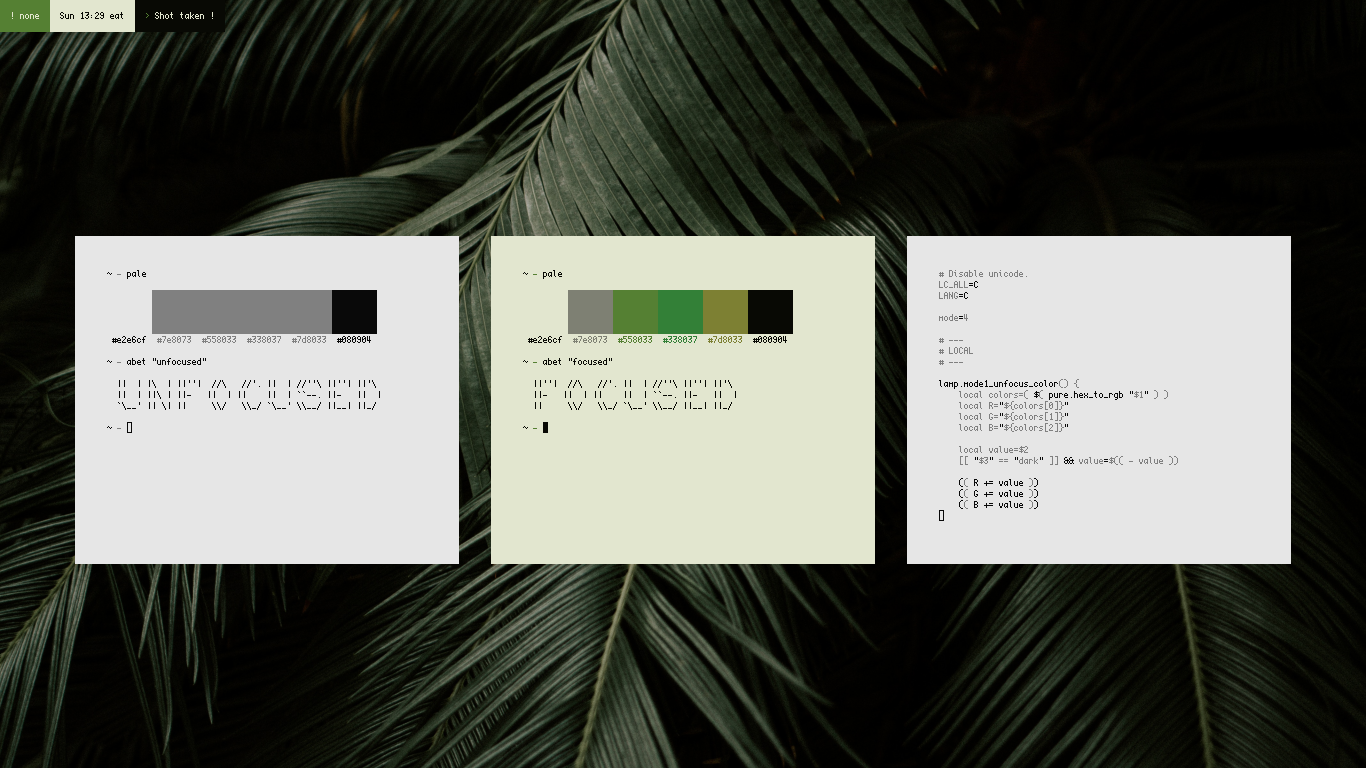 ! none  Sun 13:29 eat  > Shot taken !
~ - pale
#e2e6cf #7e8073 #558033 #338037 #7d8033 #080904
~ - abet "unfocused"
UNFOCUSED
~ -
~ - pale
#e2e6cf #7e8073 #558033 #338037 #7d8033 #080904
~ - abet "focused"
FOCUSED
~ -
# Disable unicode.
LC_ALL=C
LANG=C
mode=4
# ---
# LOCAL
# ---
lamp.mode1_unfocus_color() {
local colors=( $( pure.hex_to_rgb "$1" ) )
local R="${colors[0]}"
local G="${colors[1]}"
local B="${colors[2]}"
local value=$2
[[ "$3" == "dark" ]] && value=$(( - value ))
(( R += value ))
(( G += value ))
(( B += value ))